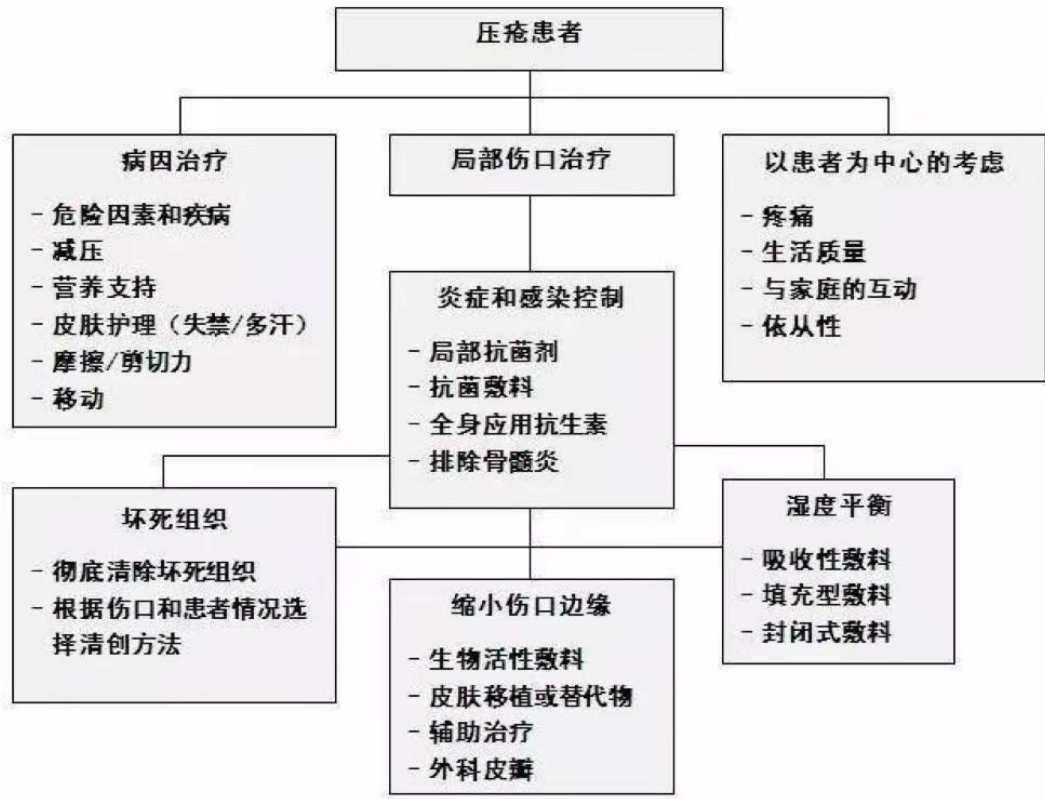 压疮患者
病因治疗
- 危险因素和疾病
- 减压
- 营养支持
- 皮肤护理（失禁/多汗）
- 摩擦/剪切力
- 移动
局部伤口治疗
以患者为中心的考虑
- 疼痛
- 生活质量
- 与家庭的互动
- 依从性
炎症和感染控制
- 局部抗菌剂
- 抗菌敷料
- 全身应用抗生素
- 排除骨髓炎
坏死组织
- 彻底清除坏死组织
- 根据伤口和患者情况选
择清创方法
缩小伤口边缘
- 生物活性敷料
- 皮肤移植或替代物
- 辅助治疗
- 外科皮瓣
湿度平衡
- 吸收性敷料
- 填充型敷料
- 封闭式敷料